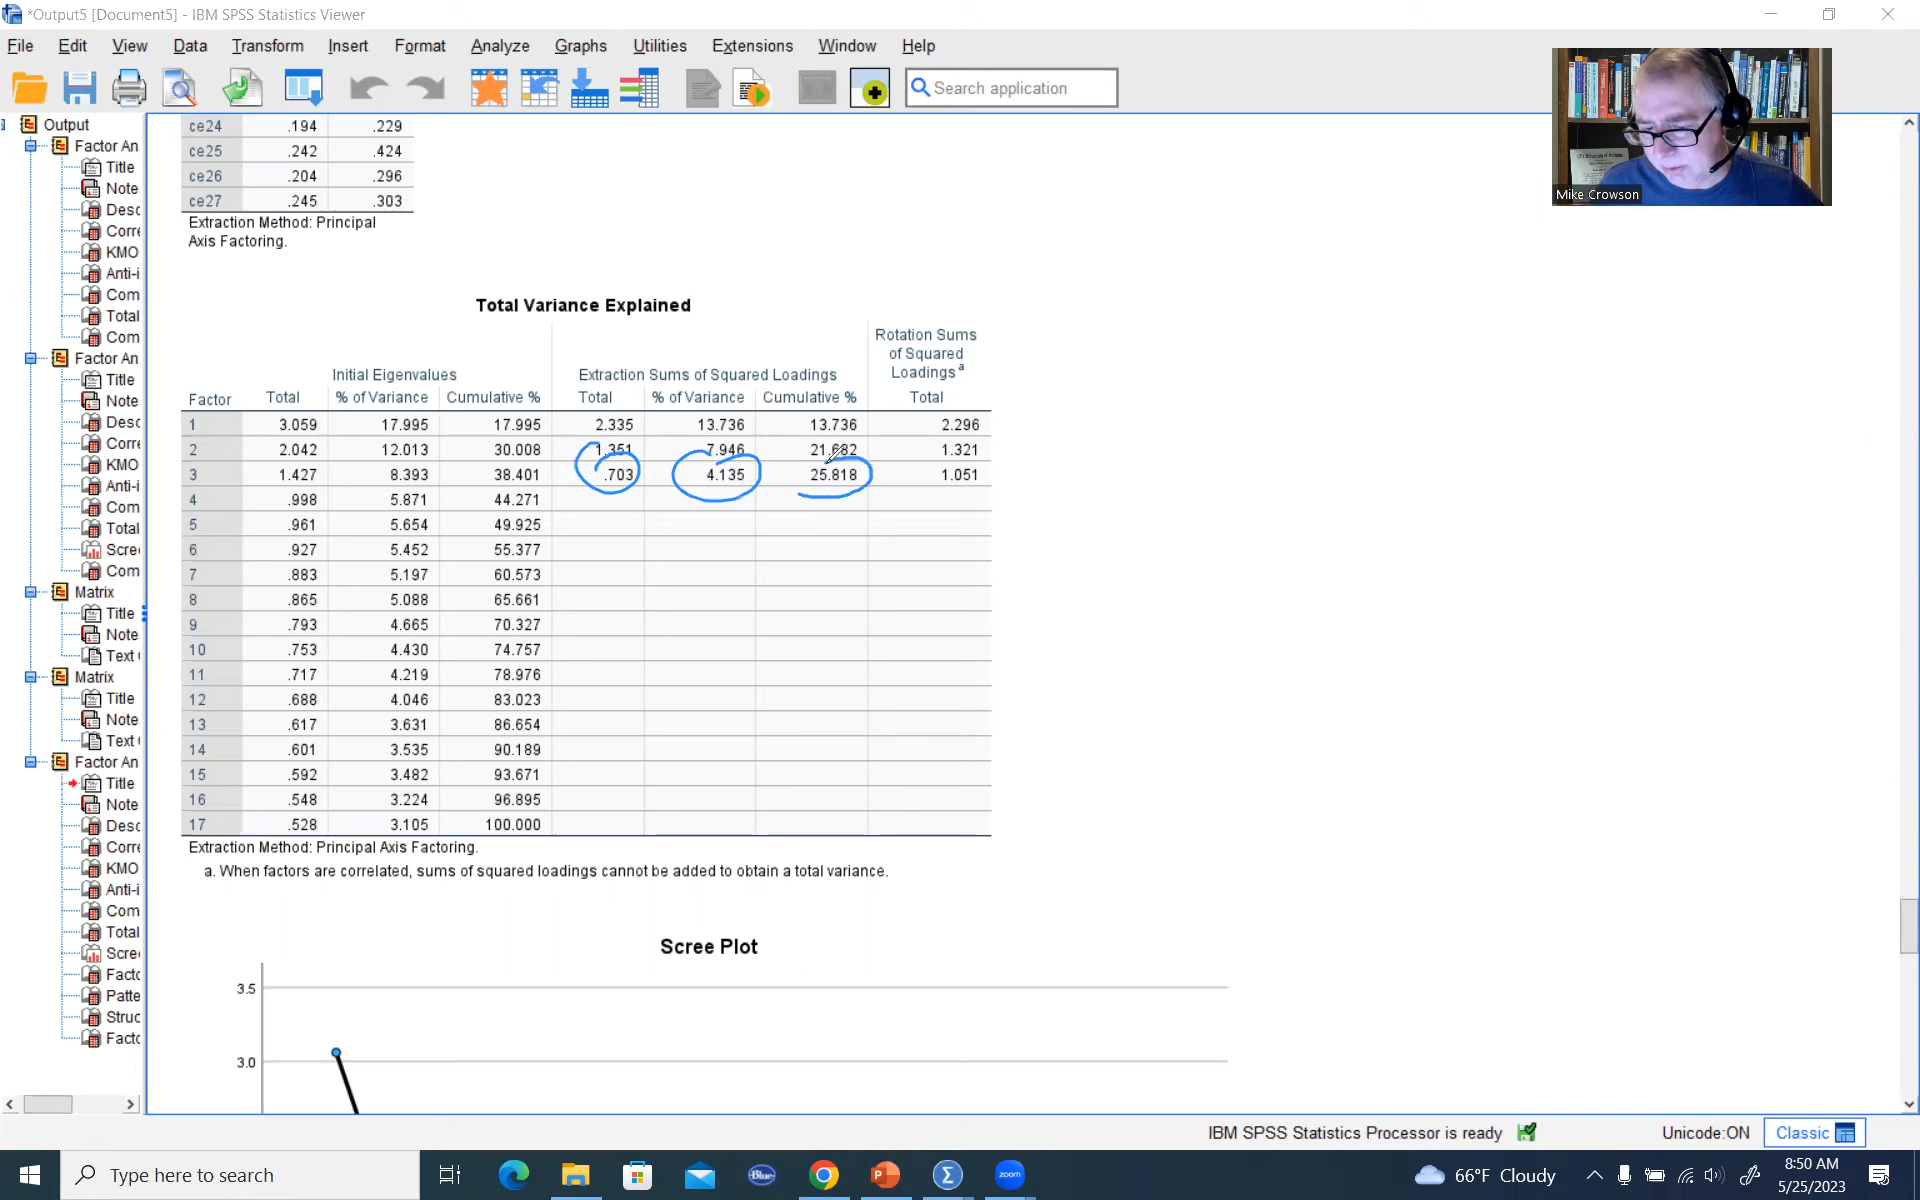 *Output5 [Document5] - IBM SPSS Statistics Viewer
File Edit View Data Transform Insert Format Analyze Graphs Utilities Extensions Window Help
Search application
Mike Crowson
Output
Factor An
Title
Note
Desc
Corre
KMO
Anti-i
Com
Total
Com
Factor An
Title
Note
Desc
Corre
KMO
Anti-i
Com
Total
Scree
Com
Matrix
Title
Note
Text
Matrix
Title
Note
Text
Factor An
Title
Note
Desc
Corre
KMO
Anti-i
Com
Total
Scree
Facto
Patte
Struc
Facto
ce24 .194 .229
ce25 .242 .424
ce26 .204 .296
ce27 .245 .303
Extraction Method: Principal
Axis Factoring.
Total Variance Explained
Rotation Sums
of Squared
Loadings a
Initial Eigenvalues Extraction Sums of Squared Loadings
Factor Total % of Variance Cumulative % Total % of Variance Cumulative % Total
1 3.059 17.995 17.995 2.335 13.736 13.736 2.296
2 2.042 12.013 30.008 1.351 7.946 21.682 1.321
3 1.427 8.393 38.401 .703 4.135 25.818 1.051
4 .998 5.871 44.271
5 .961 5.654 49.925
6 .927 5.452 55.377
7 .883 5.197 60.573
8 .865 5.088 65.661
9 .793 4.665 70.327
10 .753 4.430 74.757
11 .717 4.219 78.976
12 .688 4.046 83.023
13 .617 3.631 86.654
14 .601 3.535 90.189
15 .592 3.482 93.671
16 .548 3.224 96.895
17 .528 3.105 100.000
Extraction Method: Principal Axis Factoring.
a. When factors are correlated, sums of squared loadings cannot be added to obtain a total variance.
Scree Plot
3.5
3.0
IBM SPSS Statistics Processor is ready Unicode:ON Classic
Type here to search
Blue
zoom
66°F Cloudy
8:50 AM
5/25/2023